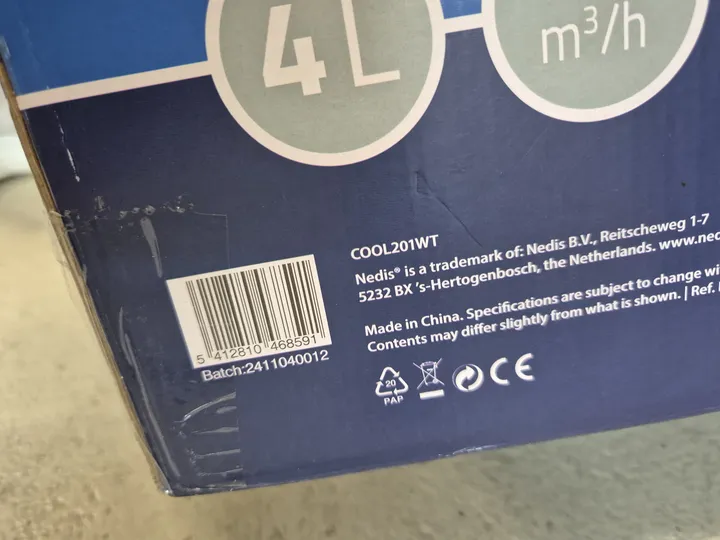 4L
m³/h
COOL201WT
Nedis® is a trademark of: Nedis B.V., Reitscheweg 1-7
5232 BX 's-Hertogenbosch, the Netherlands. www.ned
Made in China. Specifications are subject to change wi
Contents may differ slightly from what is shown. | Ref.
5 412810 468591
Batch:2411040012
20
PAP
CE